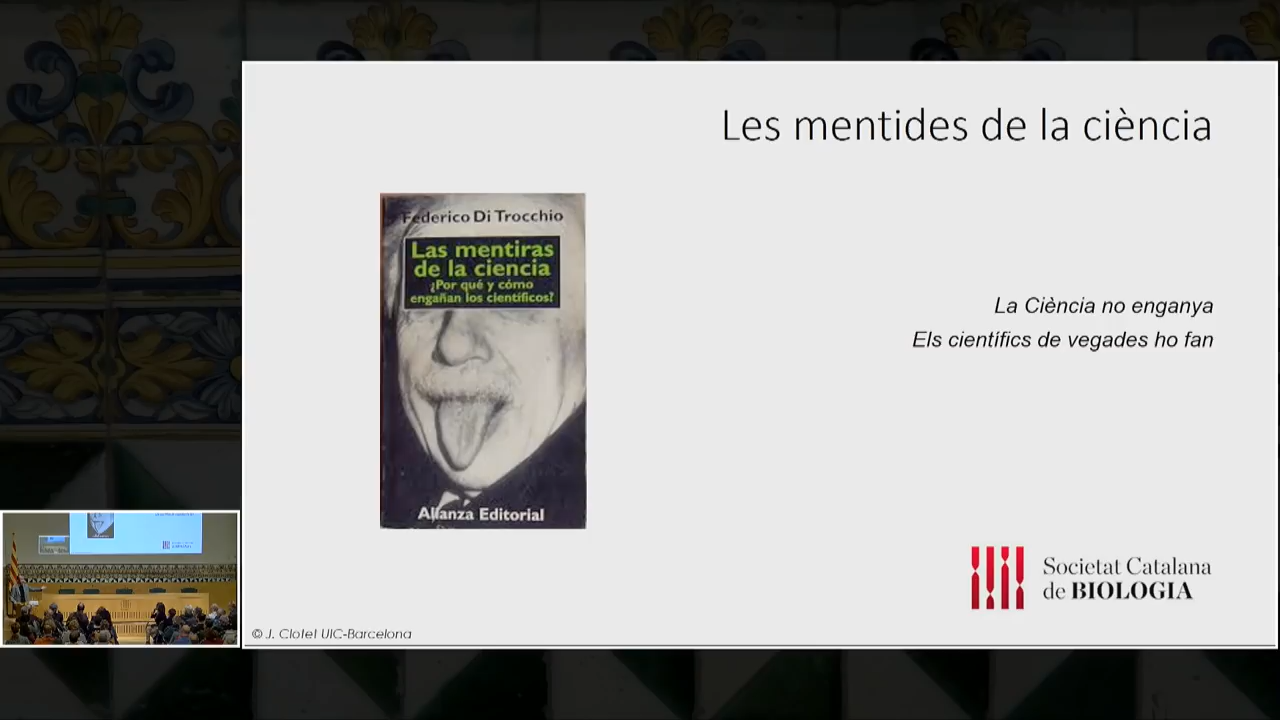 Les mentides de la ciència
Federico Di Trocchio
Las mentiras
de la ciencia
¿Por qué y cómo
engañan los científicos?
Alianza Editorial
La Ciència no enganya
Els científics de vegades ho fan
Societat Catalana
de BIOLOGIA
© J. Clotet UIC-Barcelona